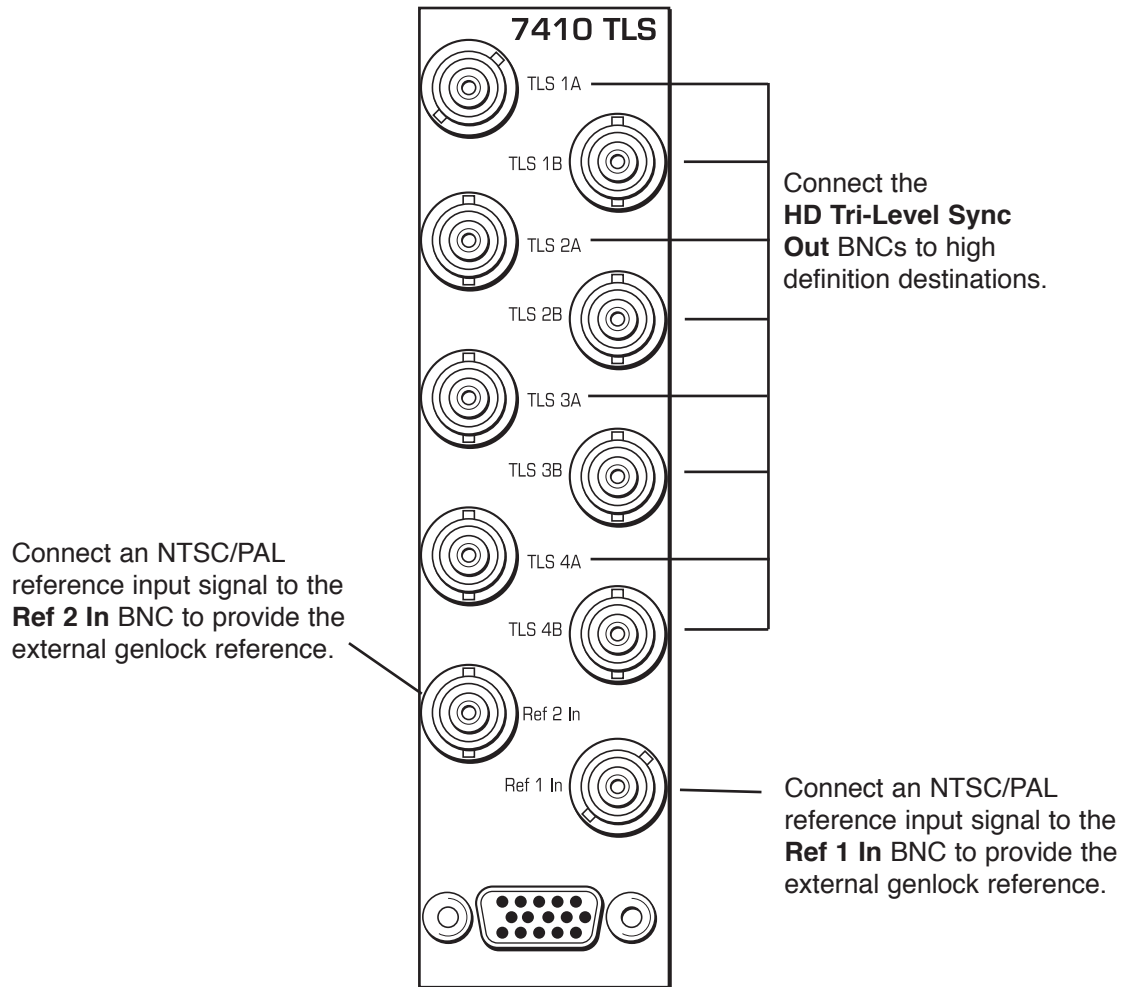 7410 TLS
TLS 1A
TLS 1B
TLS 2A
TLS 2B
TLS 3A
TLS 3B
TLS 4A
TLS 4B
Ref 2 In
Ref 1 In
Connect the
HD Tri-Level Sync
Out BNCs to high
definition destinations.
Connect an NTSC/PAL
reference input signal to the
Ref 2 In BNC to provide the
external genlock reference.
Connect an NTSC/PAL
reference input signal to the
Ref 1 In BNC to provide the
external genlock reference.